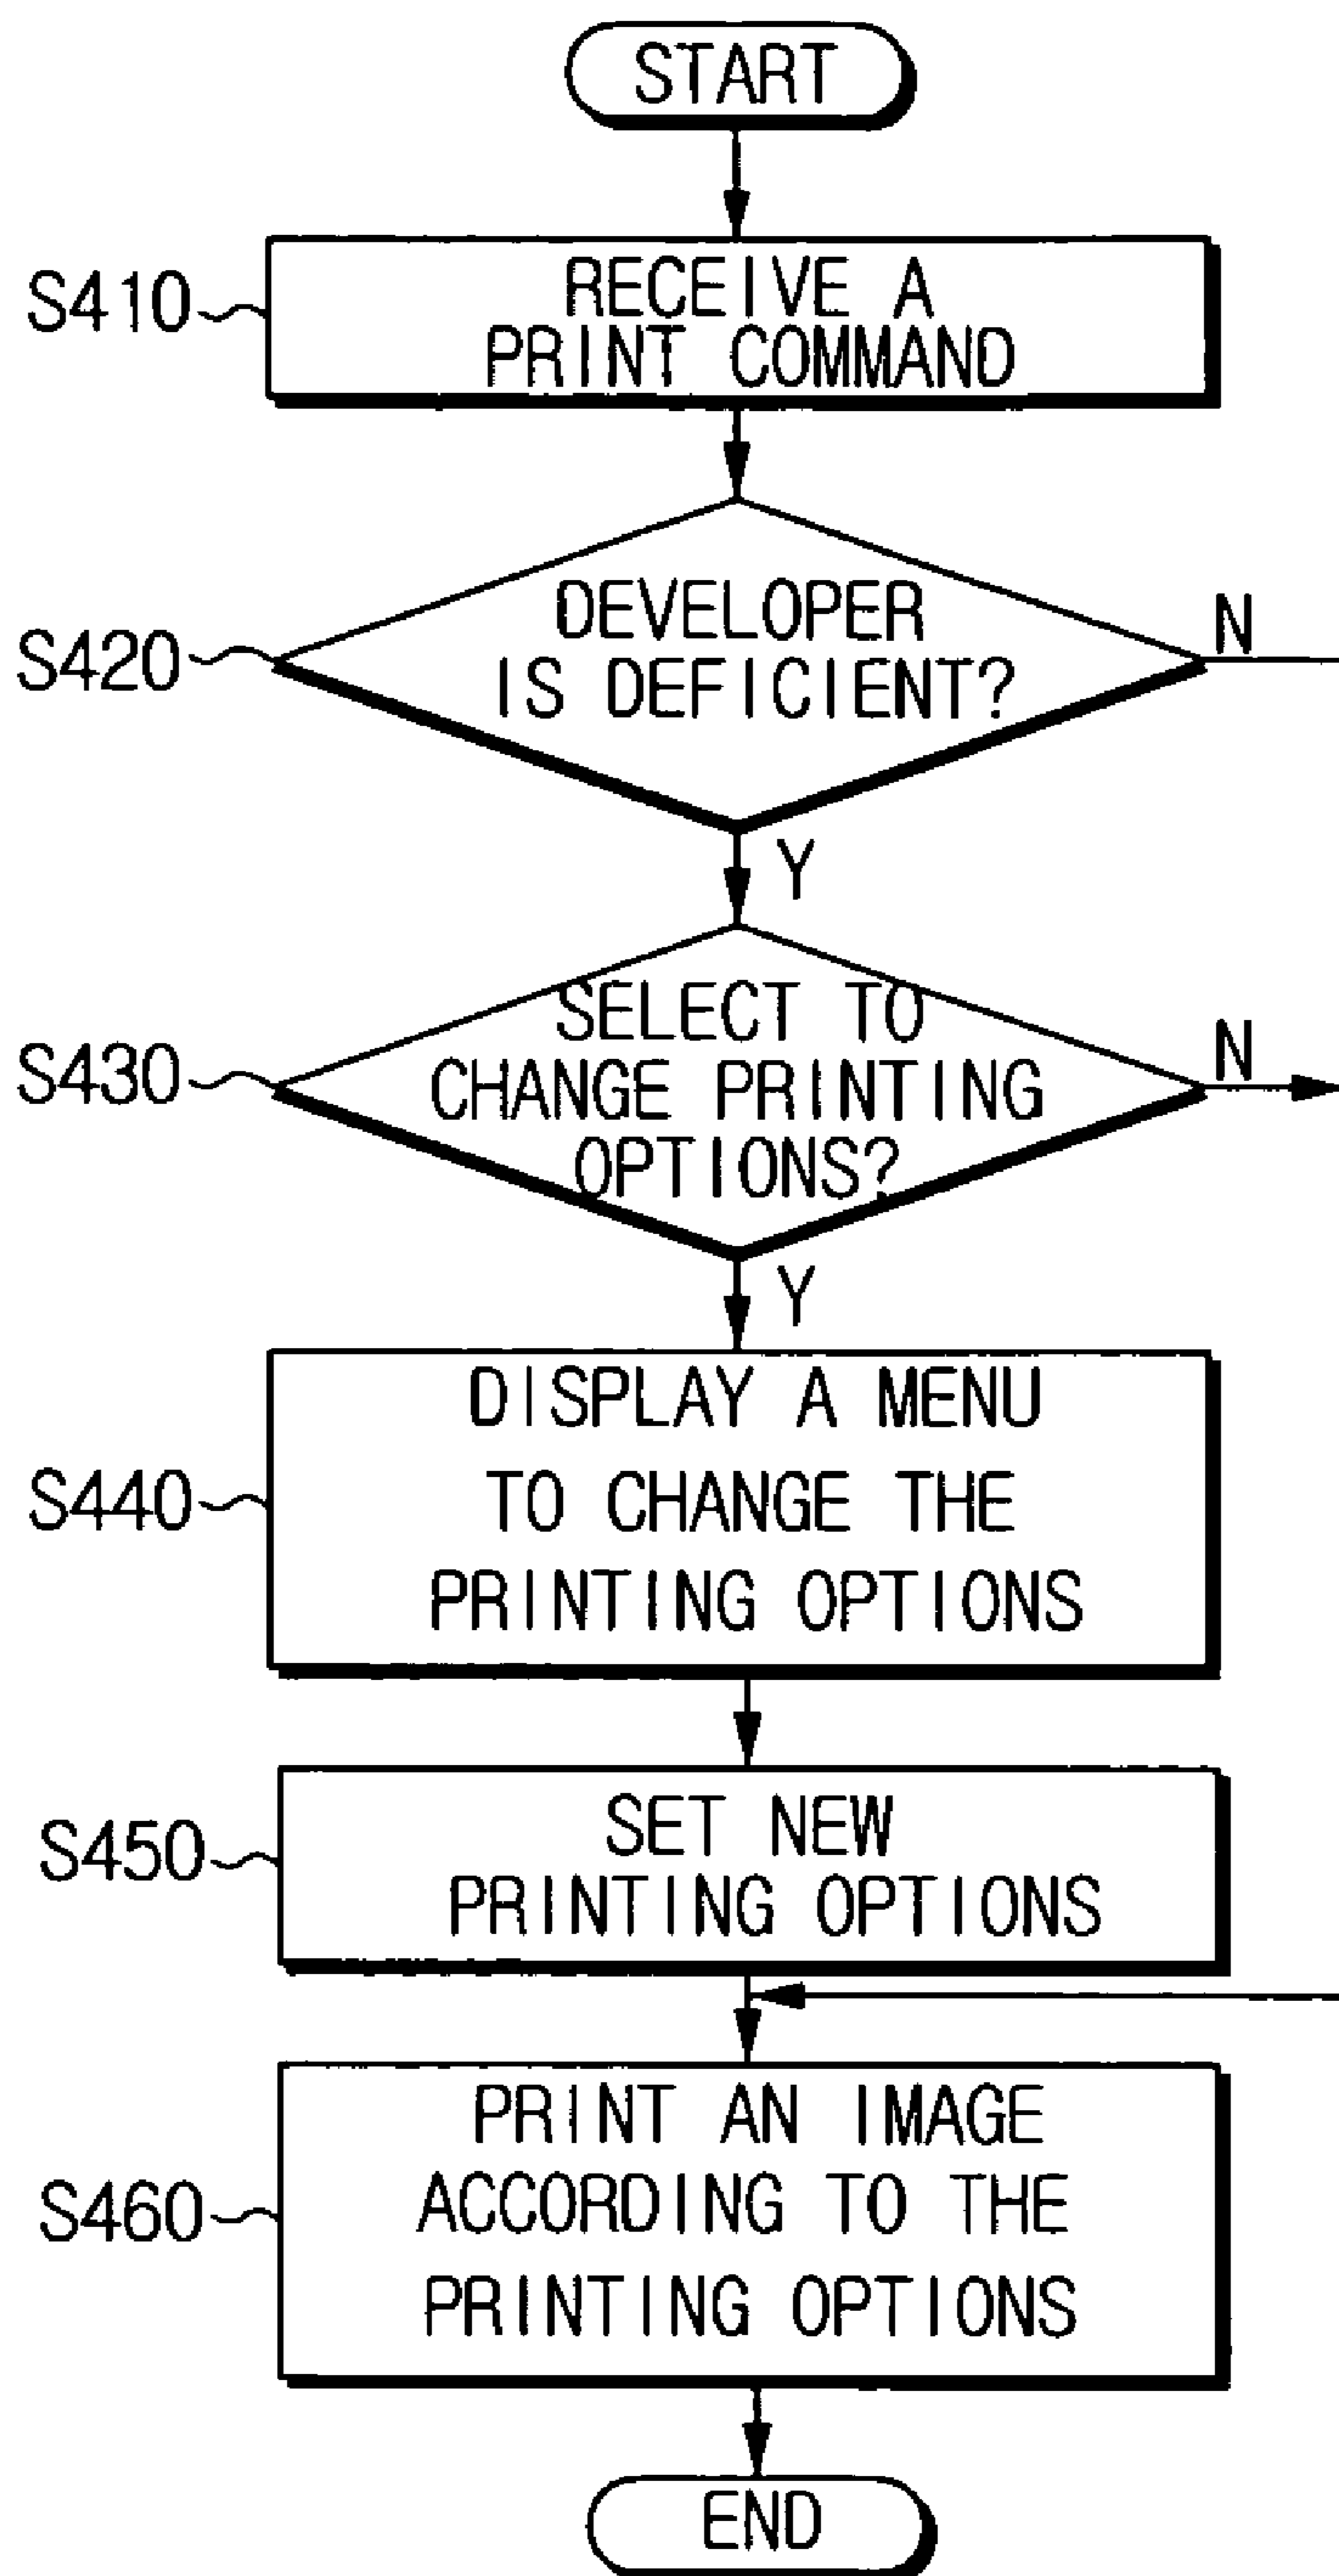 START
S410
RECEIVE A
PRINT COMMAND
S420
DEVELOPER
IS DEFICIENT?
N
Y
S430
SELECT TO
CHANGE PRINTING
OPTIONS?
N
Y
S440
DISPLAY A MENU
TO CHANGE THE
PRINTING OPTIONS
S450
SET NEW
PRINTING OPTIONS
S460
PRINT AN IMAGE
ACCORDING TO THE
PRINTING OPTIONS
END